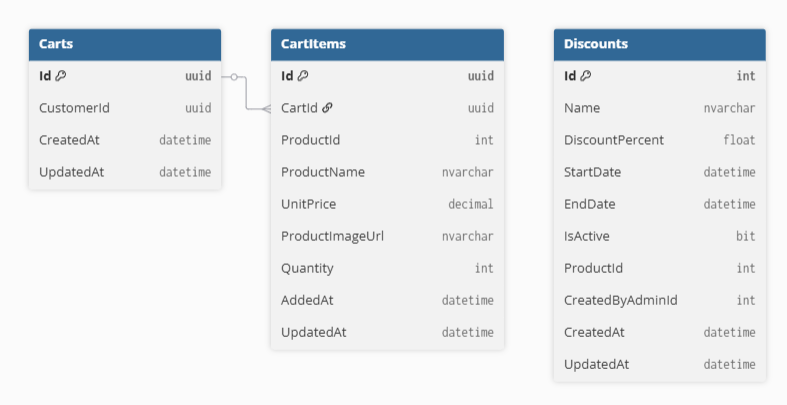 Carts
Id uuid
CustomerId uuid
CreatedAt datetime
UpdatedAt datetime
CartItems
Id uuid
CartId uuid
ProductId int
ProductName nvarchar
UnitPrice decimal
ProductImageUrl nvarchar
Quantity int
AddedAt datetime
UpdatedAt datetime
Discounts
Id int
Name nvarchar
DiscountPercent float
StartDate datetime
EndDate datetime
IsActive bit
ProductId int
CreatedByAdminId int
CreatedAt datetime
UpdatedAt datetime